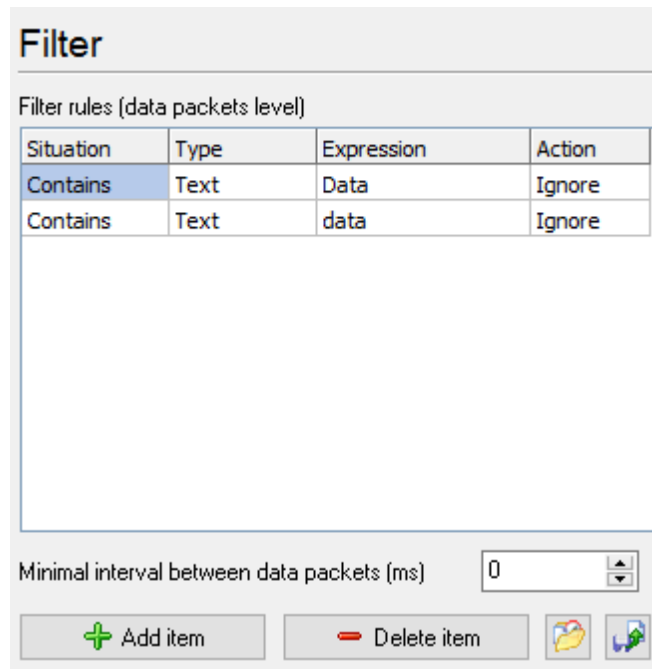 Filter
Filter rules (data packets level)
Situation Type Expression Action
Contains Text Data Ignore
Contains Text data Ignore
Minimal interval between data packets (ms) 0
Add item Delete item